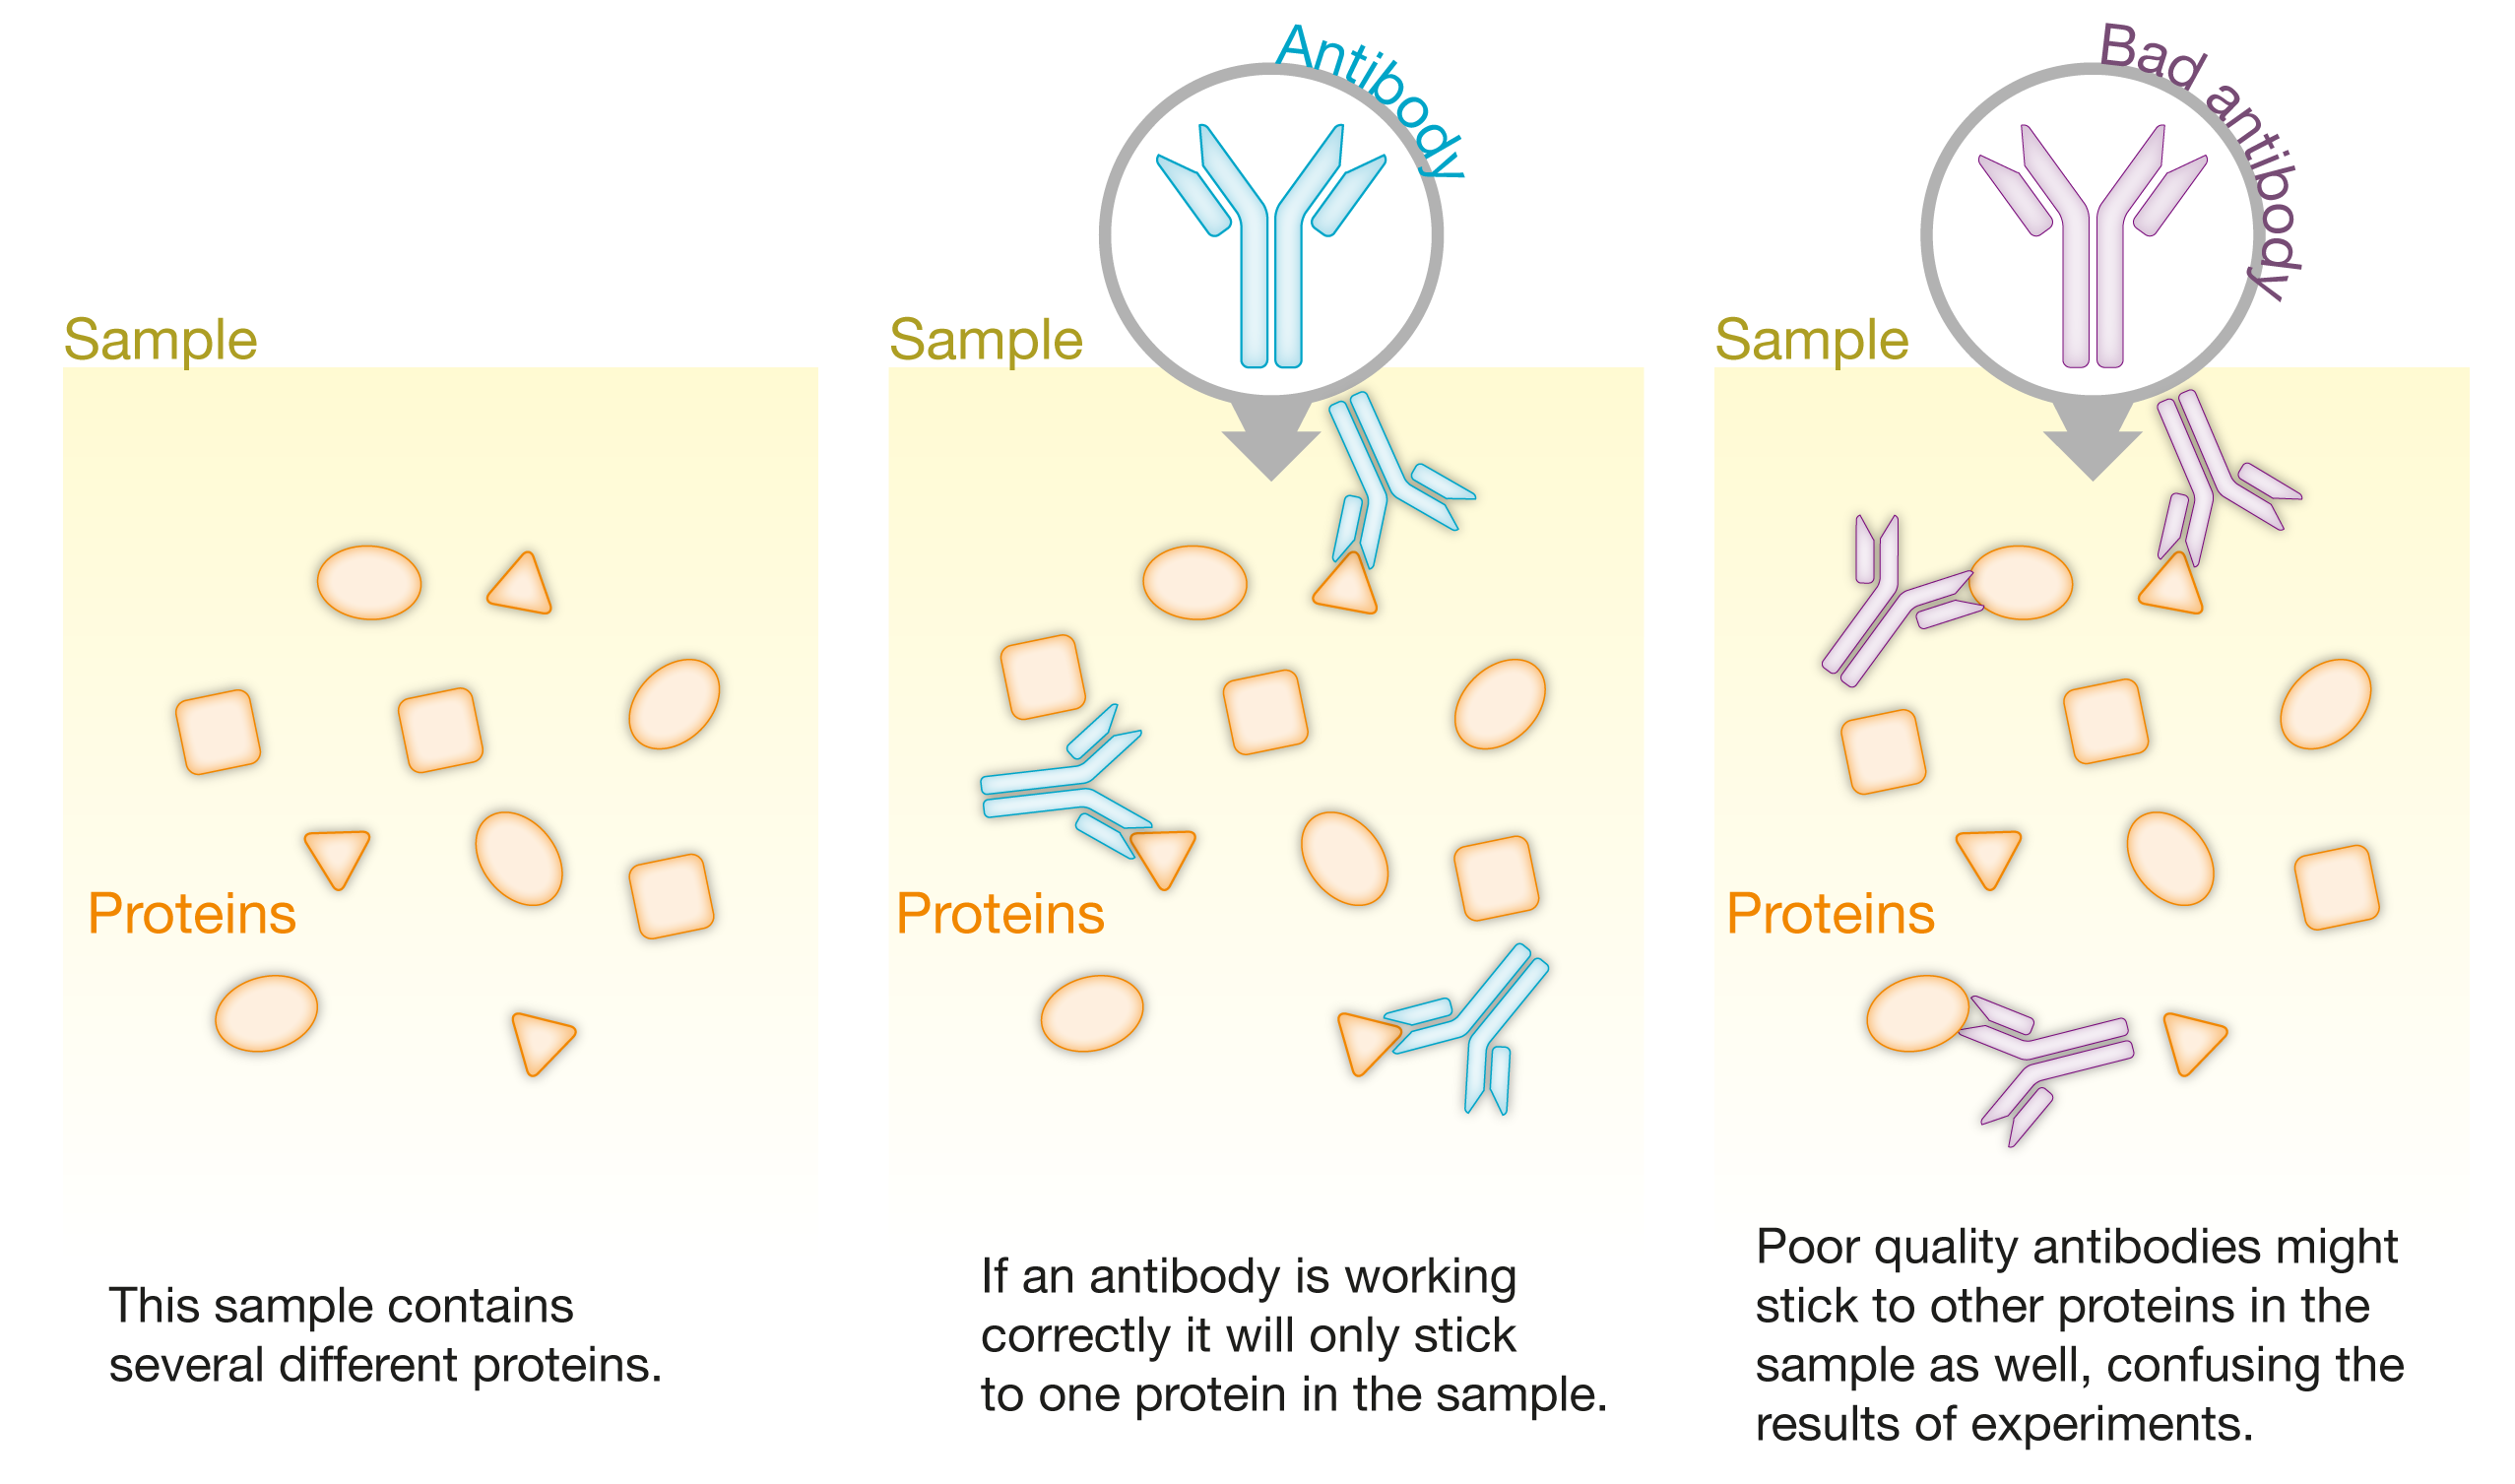 Sample
Proteins
This sample contains
several different proteins.
Antibody
Sample
Proteins
If an antibody is working
correctly it will only stick
to one protein in the sample.
Bad antibody
Sample
Proteins
Poor quality antibodies might
stick to other proteins in the
sample as well, confusing the
results of experiments.